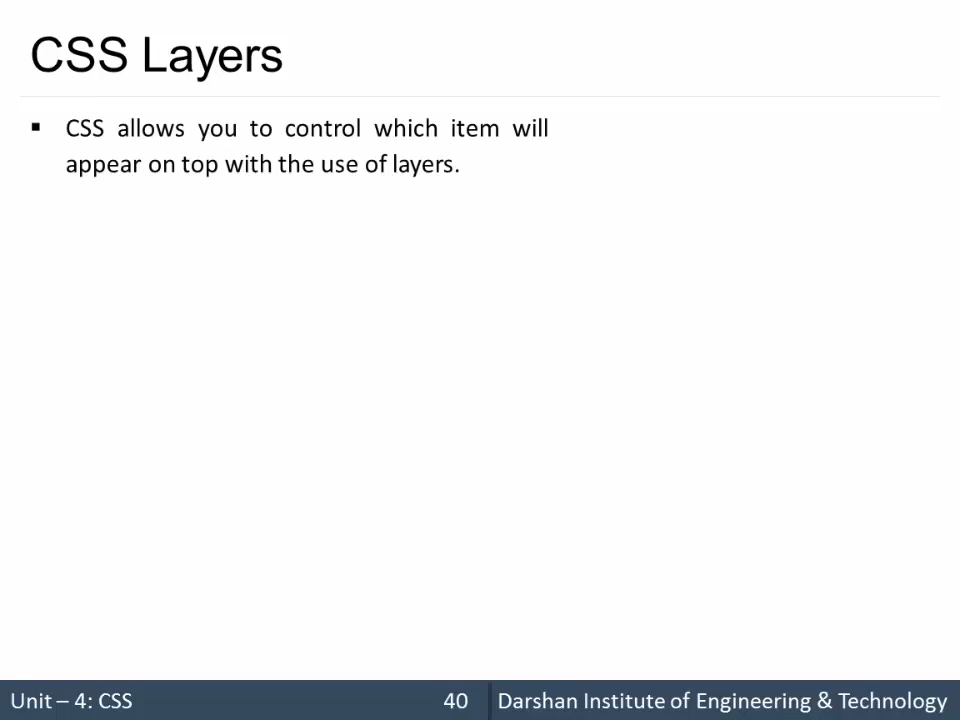 CSS Layers
▪ CSS allows you to control which item will
appear on top with the use of layers.
Unit – 4: CSS 40 Darshan Institute of Engineering & Technology